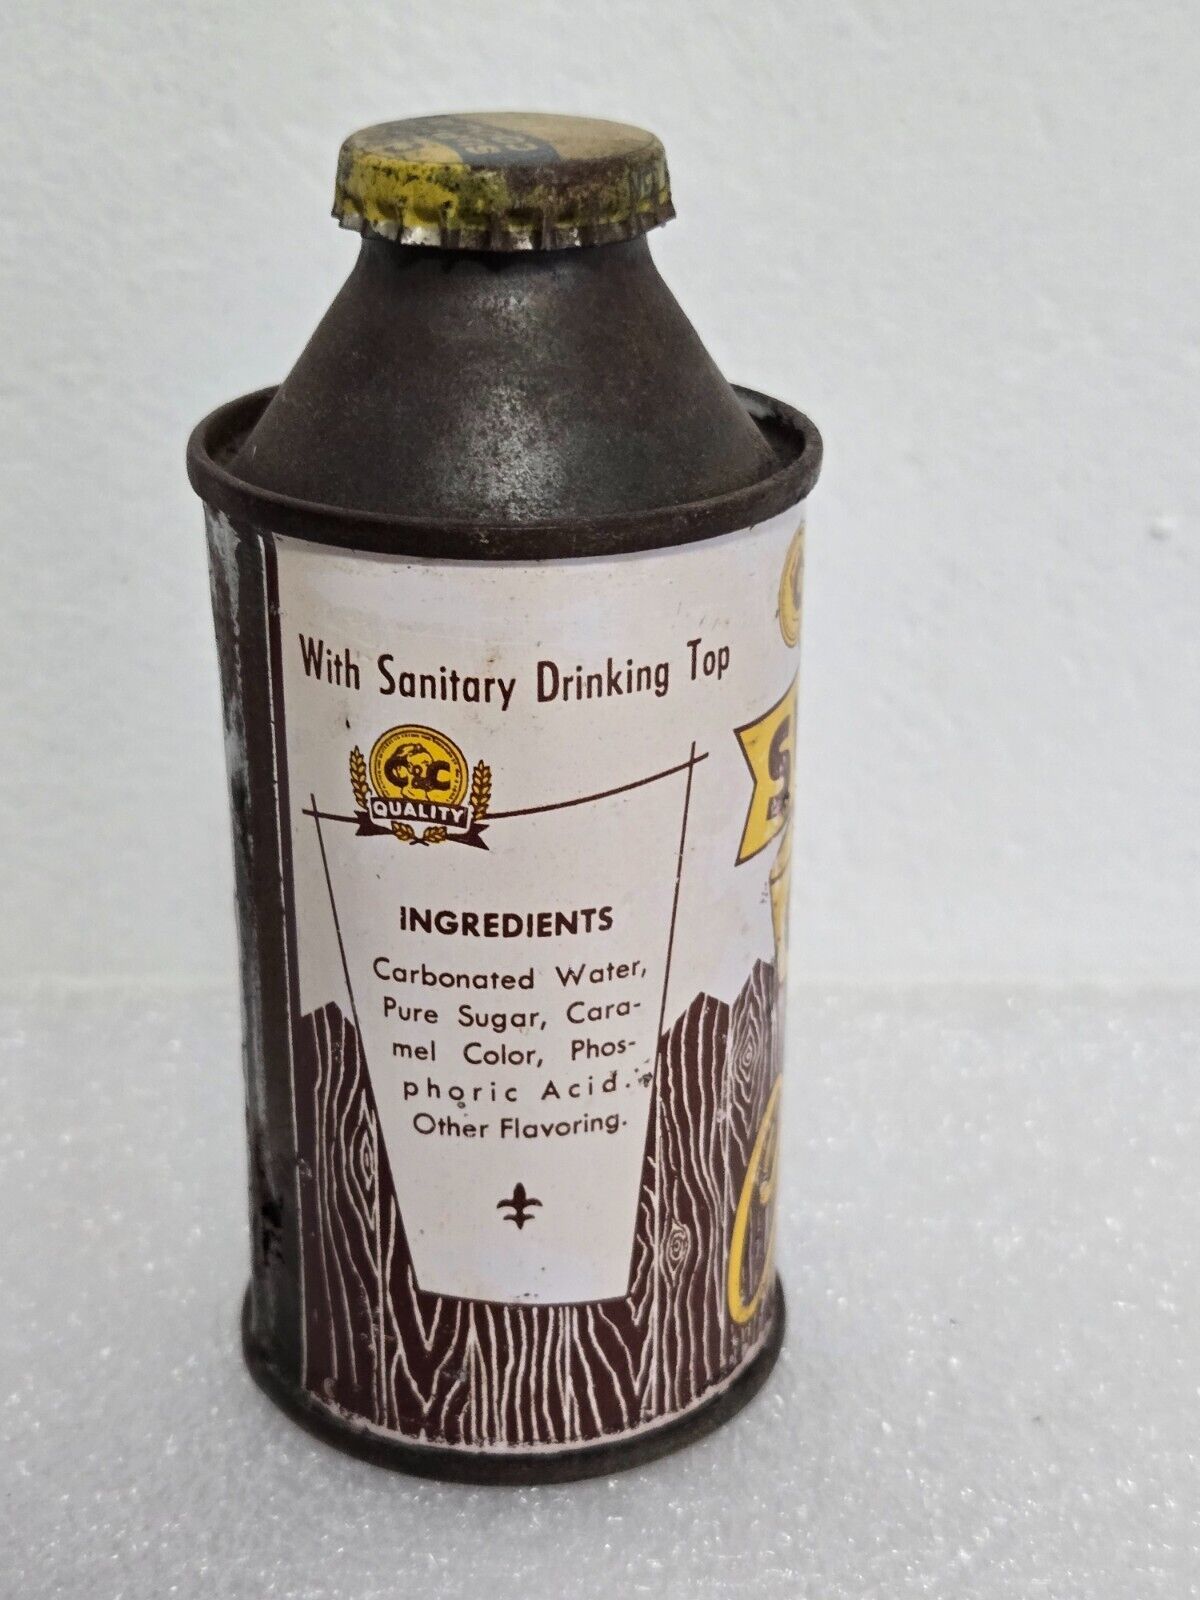 With Sanitary Drinking Top
C&C
QUALITY
INGREDIENTS
Carbonated Water,
Pure Sugar, Cara-
mel Color, Phos-
phoric Acid.
Other Flavoring.